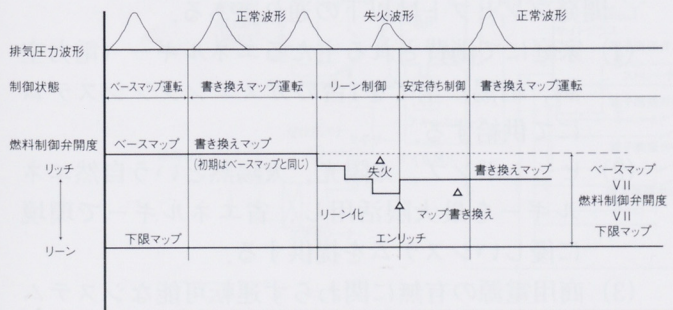 正常波形 失火波形 正常波形
排気圧力波形
制御状態 ベースマップ運転 書き換えマップ運転 リーン制御 安定待ち制御 書き換えマップ運転
燃料制御弁開度 ベースマップ 書き換えマップ
(初期はベースマップと同じ)
リッチ
失火
書き換えマップ
ベースマップ
VII
燃料制御弁開度
VII
下限マップ
リーン化 マップ書き換え
エンリッチ
下限マップ
リーン